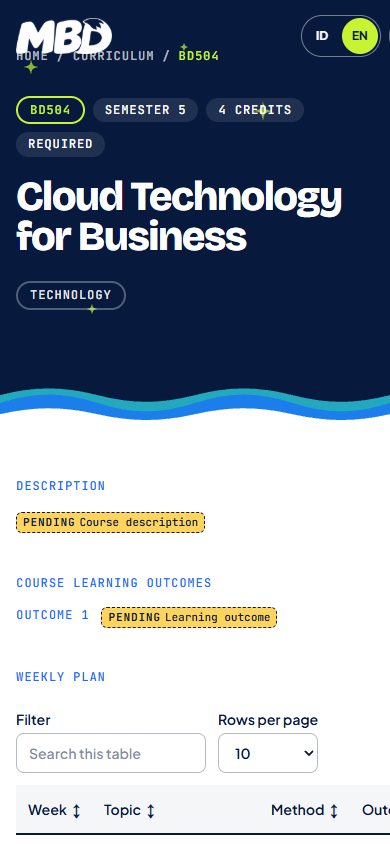 MBD
ID EN
HOME / CURRICULUM / BD504
BD504 SEMESTER 5 4 CREDITS
REQUIRED
Cloud Technology
for Business
TECHNOLOGY
DESCRIPTION
PENDING Course description
COURSE LEARNING OUTCOMES
OUTCOME 1 PENDING Learning outcome
WEEKLY PLAN
Filter Rows per page
Search this table 10
Week ↕ Topic ↕ Method ↕ Outc